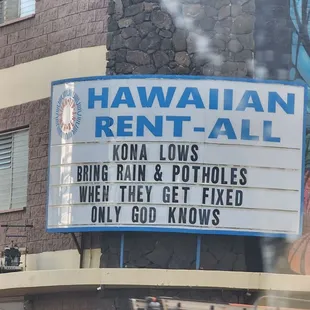 HAWAIIAN
RENT-ALL
KONA LOWS
BRING RAIN & POTHOLES
WHEN THEY GET FIXED
ONLY GOD KNOWS